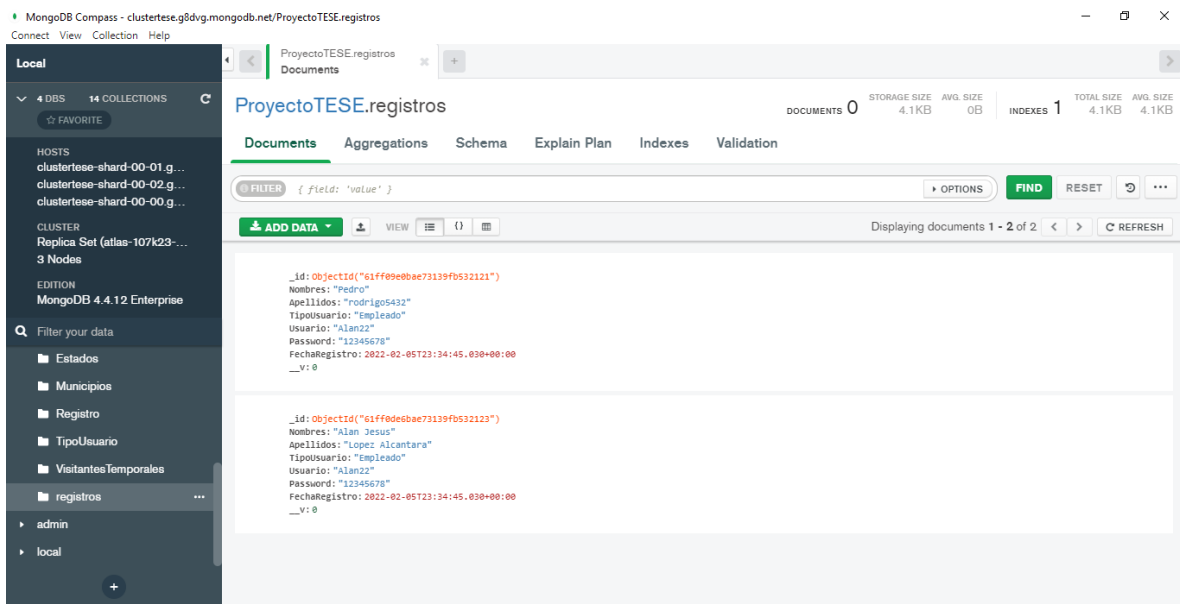 MongoDB Compass - clustertese.g8dvg.mongodb.net/ProyectoTESE.registros
Connect View Collection Help
Local
4 DBS 14 COLLECTIONS
☆ FAVORITE
HOSTS
clustertese-shard-00-01.g...
clustertese-shard-00-02.g...
clustertese-shard-00-00.g...
CLUSTER
Replica Set (atlas-107k23-...
3 Nodes
EDITION
MongoDB 4.4.12 Enterprise
Filter your data
Estados
Municipios
Registro
TipoUsuario
VisitantesTemporales
registros ...
admin
local
+
ProyectoTESE.registros
Documents
+
ProyectoTESE.registros
DOCUMENTS 0 STORAGE SIZE 4.1KB AVG. SIZE 0B INDEXES 1 TOTAL SIZE 4.1KB AVG. SIZE 4.1KB
Documents Aggregations Schema Explain Plan Indexes Validation
FILTER { field: 'value' } OPTIONS FIND RESET ...
ADD DATA VIEW {} Displaying documents 1 - 2 of 2 < > REFRESH
_id: ObjectId("61ff09e0bae73139fb532121")
Nombres: "Pedro"
Apellidos: "rodrigo5432"
TipoUsuario: "Empleado"
Usuario: "Alan22"
Password: "12345678"
FechaRegistro: 2022-02-05T23:34:45.030+00:00
__v: 0
_id: ObjectId("61ff0de6bae73139fb532123")
Nombres: "Alan Jesus"
Apellidos: "Lopez Alcantara"
TipoUsuario: "Empleado"
Usuario: "Alan22"
Password: "12345678"
FechaRegistro: 2022-02-05T23:34:45.030+00:00
__v: 0